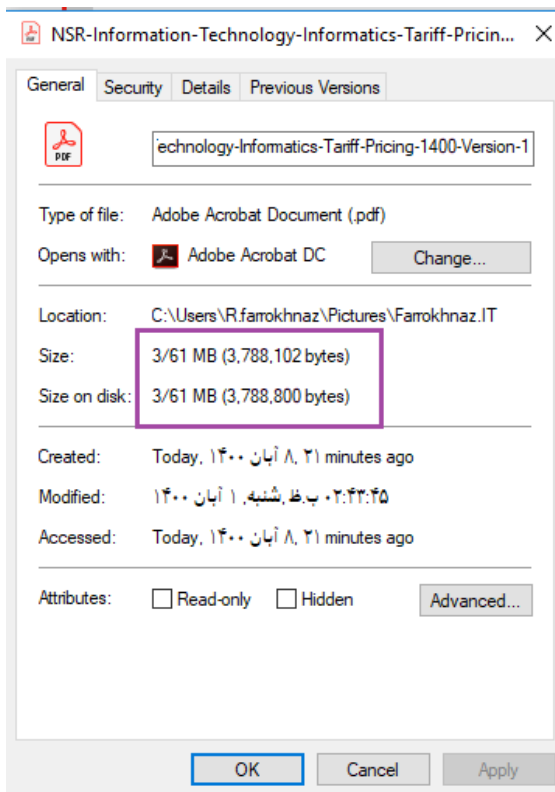 NSR-Information-Technology-Informatics-Tariff-Pricin...
General Security Details Previous Versions
PDF
echnology-Informatics-Tariff-Pricing-1400-Version-1
Type of file: Adobe Acrobat Document (.pdf)
Opens with: Adobe Acrobat DC Change...
Location: C:\Users\R.farrokhnaz\Pictures\Farrokhnaz.IT
Size: 3/61 MB (3,788,102 bytes)
Size on disk: 3/61 MB (3,788,800 bytes)
Created: Today, ۸ آبان ۱۴۰۰, ۲۱ minutes ago
Modified: شنبه, ۱ آبان ۱۴۰۰, ۰۲:۴۳:۴۵ ب.ظ
Accessed: Today, ۸ آبان ۱۴۰۰, ۲۱ minutes ago
Attributes: Read-only Hidden Advanced...
OK Cancel Apply